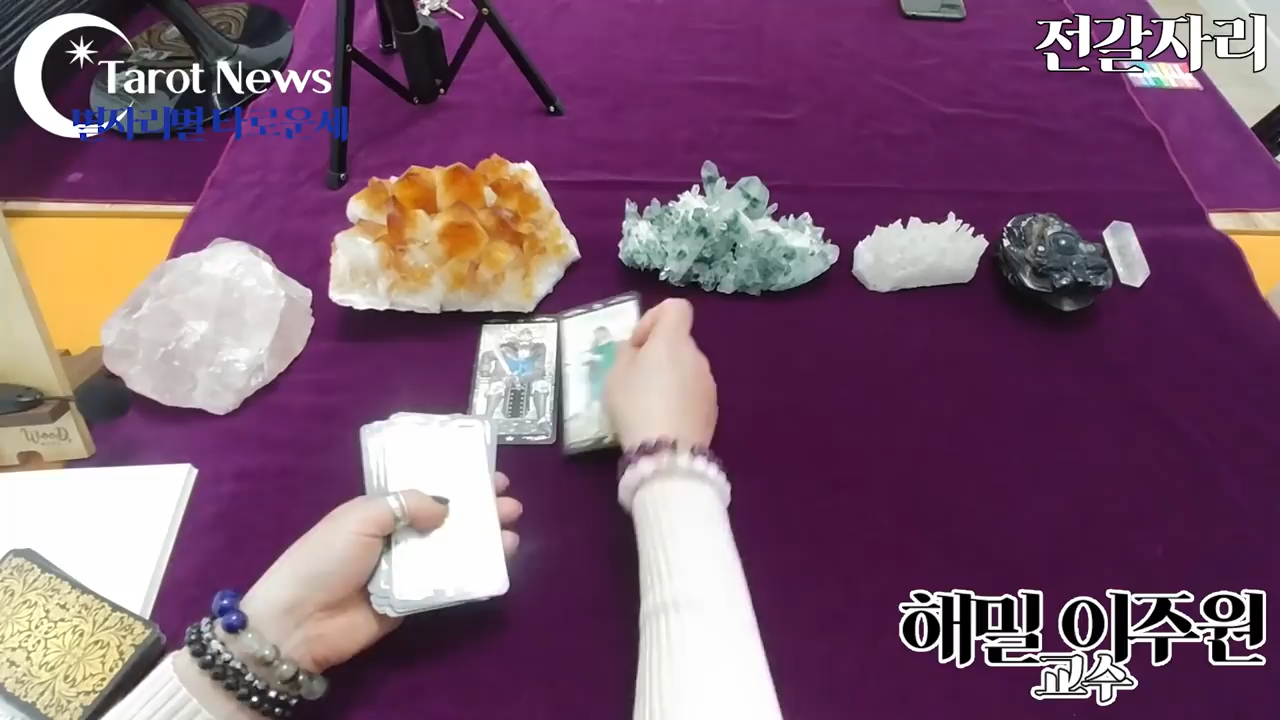 Tarot News
별자리별 타로운세
전갈자리
WooD
해밀 이주원
교수